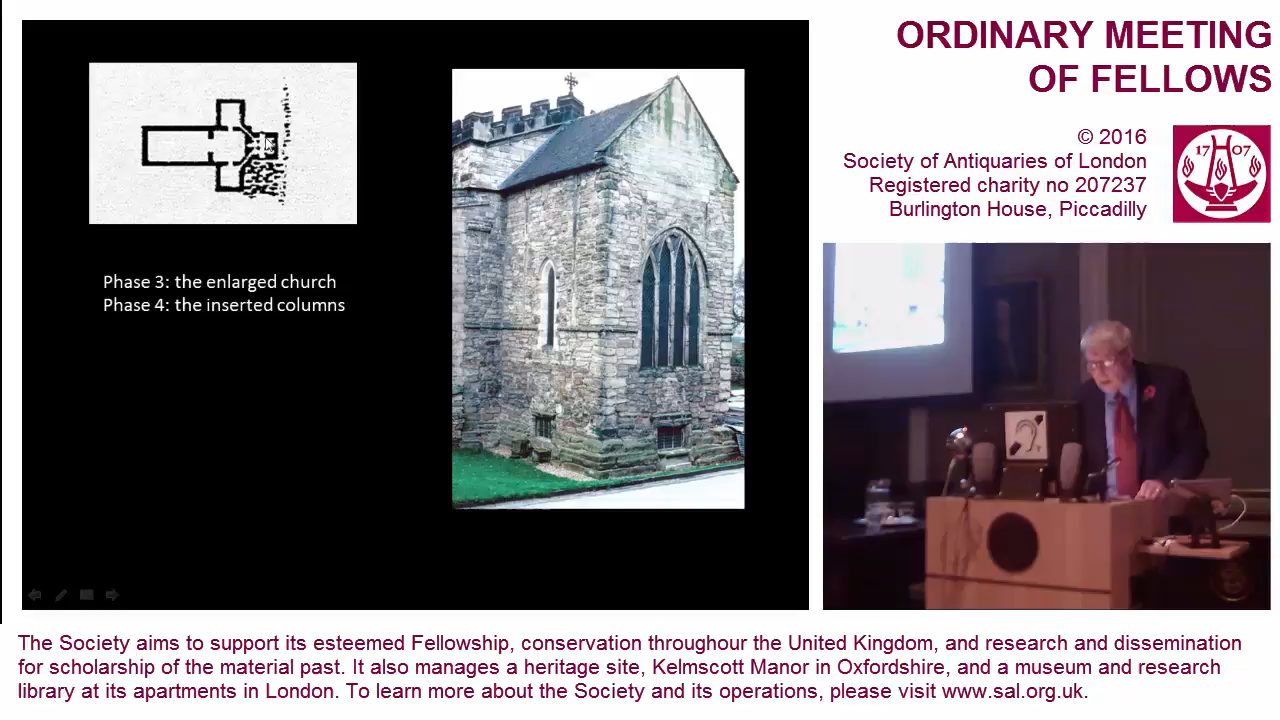 ORDINARY MEETING
OF FELLOWS
© 2016
Society of Antiquaries of London
Registered charity no 207237
Burlington House, Piccadilly
17 07
Phase 3: the enlarged church
Phase 4: the inserted columns
The Society aims to support its esteemed Fellowship, conservation throughour the United Kingdom, and research and dissemination
for scholarship of the material past. It also manages a heritage site, Kelmscott Manor in Oxfordshire, and a museum and research
library at its apartments in London. To learn more about the Society and its operations, please visit www.sal.org.uk.